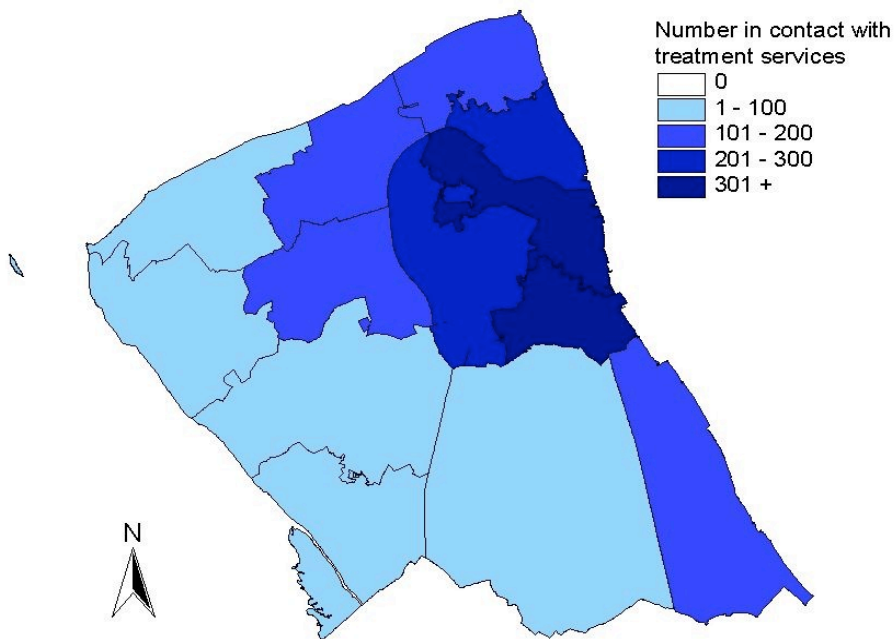 Number in contact with
treatment services
0
1 - 100
101 - 200
201 - 300
301 +
N